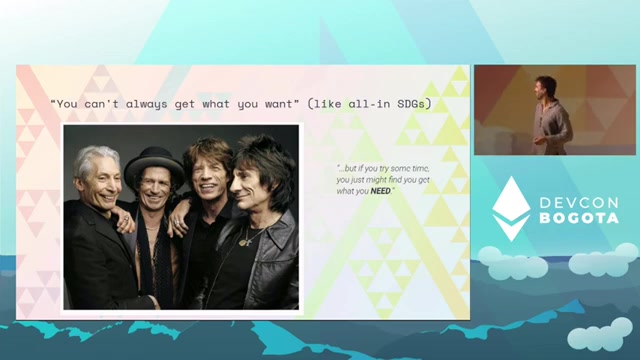 “You can't always get what you want” (like all-in SDGs)
"...but if you try some time,
you just might find you get
what you NEED."
DEVCON
BOGOTA